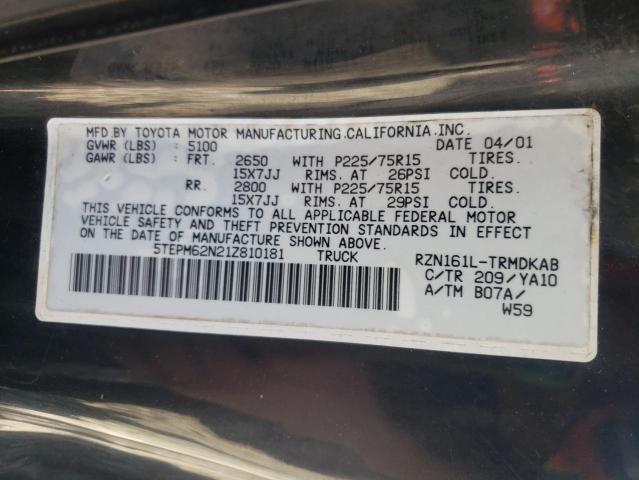 MFD BY TOYOTA MOTOR MANUFACTURING.CALIFORNIA.INC.
GVWR (LBS) : 5100 DATE 04/01
GAWR (LBS) : FRT. 2650 WITH P225/75R15 TIRES.
15X7JJ RIMS. AT 26PSI COLD.
RR. 2800 WITH P225/75R15 TIRES.
15X7JJ RIMS. AT 29PSI COLD.
THIS VEHICLE CONFORMS TO ALL APPLICABLE FEDERAL MOTOR
VEHICLE SAFETY AND THEFT PREVENTION STANDARDS IN EFFECT
ON THE DATE OF MANUFACTURE SHOWN ABOVE.
5TEPM62N21Z810181 TRUCK RZN161L-TRMDKAB
C/TR 209/YA10
A/TM B07A/
W59